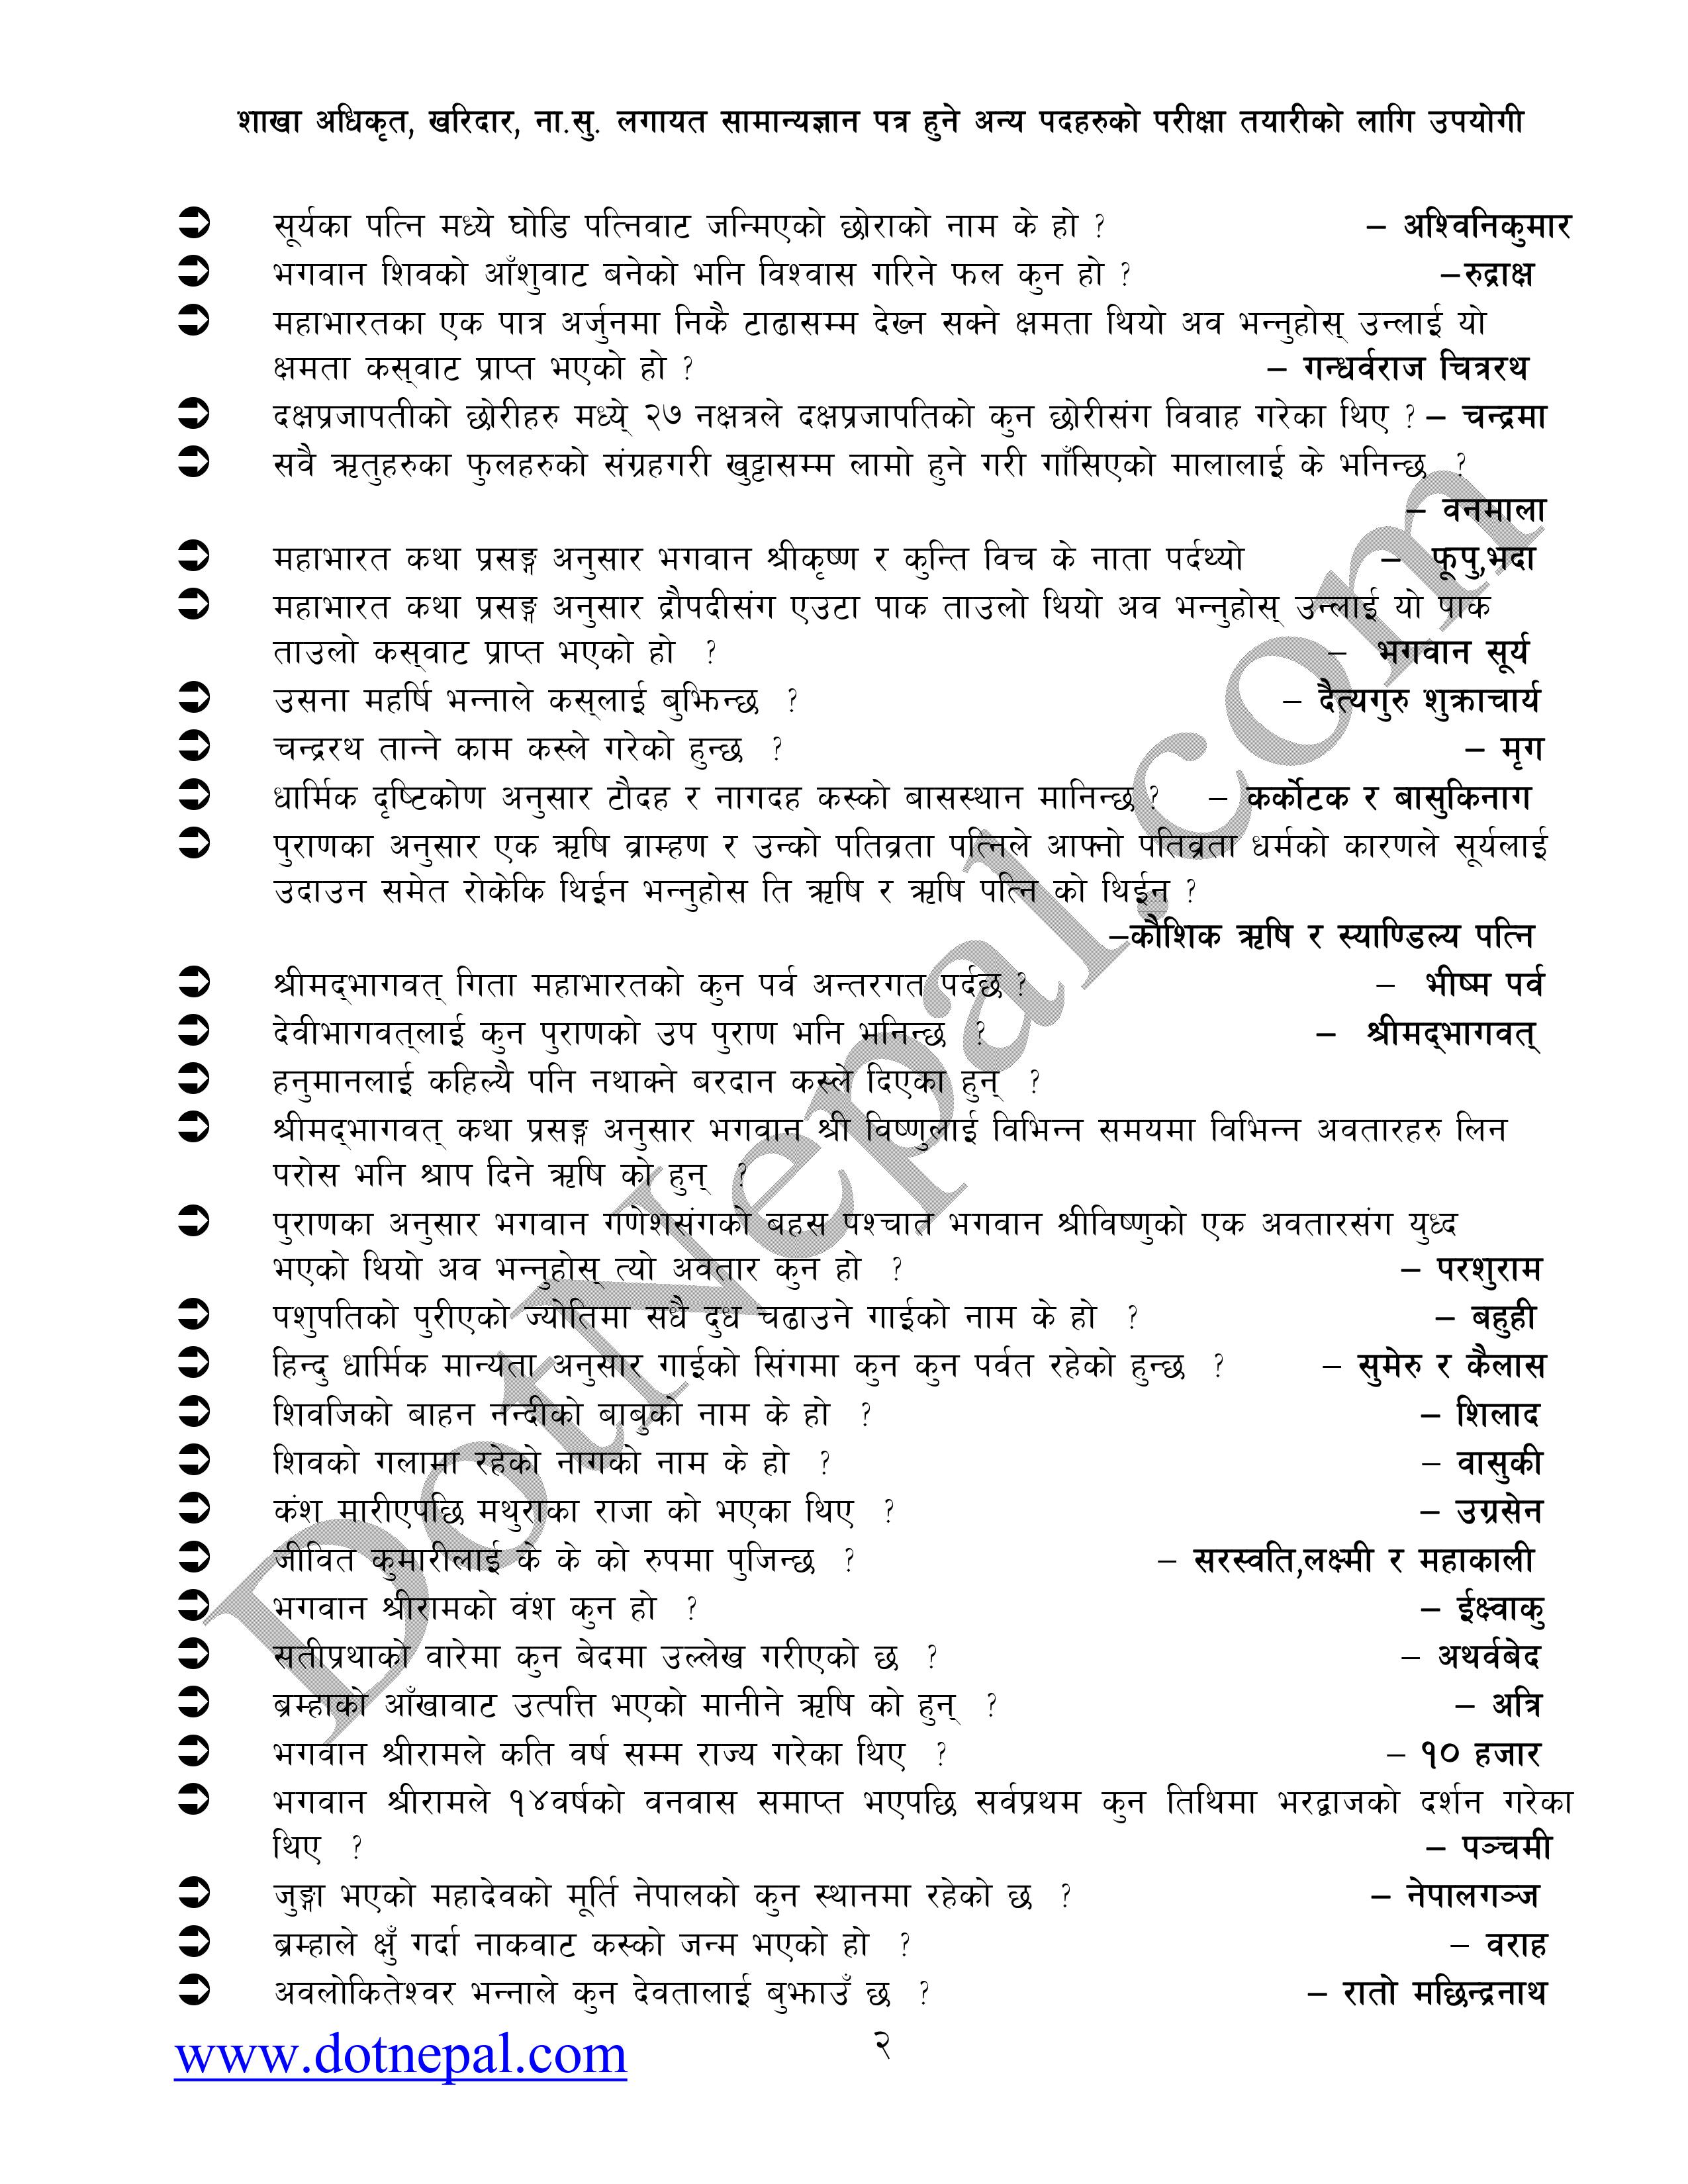 शाखा अधिकृत, खरिदार, ना.सु. लगायत सामान्यज्ञान पत्र हुने अन्य पदहरुको परीक्षा तयारीको लागि उपयोगी
सूर्यका पत्नि मध्ये घोडि पत्निवाट जन्मिएको छोराको नाम के हो ? – अश्विनिकुमार
भगवान शिवको आँशुवाट बनेको भनि विश्वास गरिने फल कुन हो ? –रुद्राक्ष
महाभारतका एक पात्र अर्जुनमा निकै टाढासम्म देख्न सक्ने क्षमता थियो अव भन्नुहोस् उन्लाई यो
क्षमता कस्वाट प्राप्त भएको हो ? – गन्धर्वराज चित्ररथ
दक्षप्रजापतीको छोरीहरु मध्ये् २७ नक्षत्रले दक्षप्रजापतिको कुन छोरीसंग विवाह गरेका थिए ? – चन्द्रमा
सवै ऋतुहरुका फुलहरुको संग्रहगरी खुट्टासम्म लामो हुने गरी गाँसिएको मालालाई के भनिन्छ ?
– वनमाला
महाभारत कथा प्रसङ्ग अनुसार भगवान श्रीकृष्ण र कुन्ति विच के नाता पर्दथ्यो – फूपु,भदा
महाभारत कथा प्रसङ्ग अनुसार द्रौपदीसंग एउटा पाक ताउलो थियो अव भन्नुहोस् उन्लाई यो पाक
ताउलो कस्वाट प्राप्त भएको हो ? – भगवान सूर्य
उसना महर्षि भन्नाले कस्लाई बुझिन्छ ? – दैत्यगुरु शुक्राचार्य
चन्द्ररथ तान्ने काम कस्ले गरेको हुन्छ ? – मृग
धार्मिक दृष्टिकोण अनुसार टौदह र नागदह कस्को बासस्थान मानिन्छ ? – कर्कोटक र बासुकिनाग
पुराणका अनुसार एक ऋषि व्राम्हण र उन्को पतिव्रता पत्निले आफ्नो पतिव्रता धर्मको कारणले सूर्यलाई
उदाउन समेत रोकेकि थिईन भन्नुहोस ति ऋषि र ऋषि पत्नि को थिईन ?
–कौशिक ऋषि र स्याण्डिल्य पत्नि
श्रीमद्भागवत् गिता महाभारतको कुन पर्व अन्तरगत पर्दछ ? – भीष्म पर्व
देवीभागवत्लाई कुन पुराणको उप पुराण भनि भनिन्छ ? – श्रीमद्भागवत्
हनुमानलाई कहिल्यै पनि नथाक्ने बरदान कस्ले दिएका हुन् ?
श्रीमद्भागवत् कथा प्रसङ्ग अनुसार भगवान श्री विष्णुलाई विभिन्न समयमा विभिन्न अवतारहरु लिन
परोस भनि श्राप दिने ऋषि को हुन् ?
पुराणका अनुसार भगवान गणेशसंगको बहस पश्चात भगवान श्रीविष्णुको एक अवतारसंग युध्द
भएको थियो अव भन्नुहोस् त्यो अवतार कुन हो ? – परशुराम
पशुपतिको पुरीएको ज्योतिमा सधै दुध चढाउने गाईको नाम के हो ? – बहुही
हिन्दु धार्मिक मान्यता अनुसार गाईको सिंगमा कुन कुन पर्वत रहेको हुन्छ ? – सुमेरु र कैलास
शिवजिको बाहन नन्दीको बाबुको नाम के हो ? – शिलाद
शिवको गलामा रहेको नागको नाम के हो ? – वासुकी
कंश मारीएपछि मथुराका राजा को भएका थिए ? – उग्रसेन
जीवित कुमारीलाई के के को रुपमा पुजिन्छ ? – सरस्वति,लक्ष्मी र महाकाली
भगवान श्रीरामको वंश कुन हो ? – ईक्ष्वाकु
सतीप्रथाको वारेमा कुन बेदमा उल्लेख गरीएको छ ? – अथर्वबेद
ब्रम्हाको आँखावाट उत्पत्ति भएको मानीने ऋषि को हुन् ? – अत्रि
भगवान श्रीरामले कति वर्ष सम्म राज्य गरेका थिए ? – १० हजार
भगवान श्रीरामले १४वर्षको वनवास समाप्त भएपछि सर्वप्रथम कुन तिथिमा भरद्वाजको दर्शन गरेका
थिए ? – पञ्चमी
जुङ्गा भएको महादेवको मूर्ति नेपालको कुन स्थानमा रहेको छ ? – नेपालगञ्ज
ब्रम्हाले क्षुँ गर्दा नाकवाट कस्को जन्म भएको हो ? – वराह
अवलोकितेश्वर भन्नाले कुन देवतालाई बुझाउँ छ ? – रातो मछिन्द्रनाथ
www.dotnepal.com २
DotNepal.com